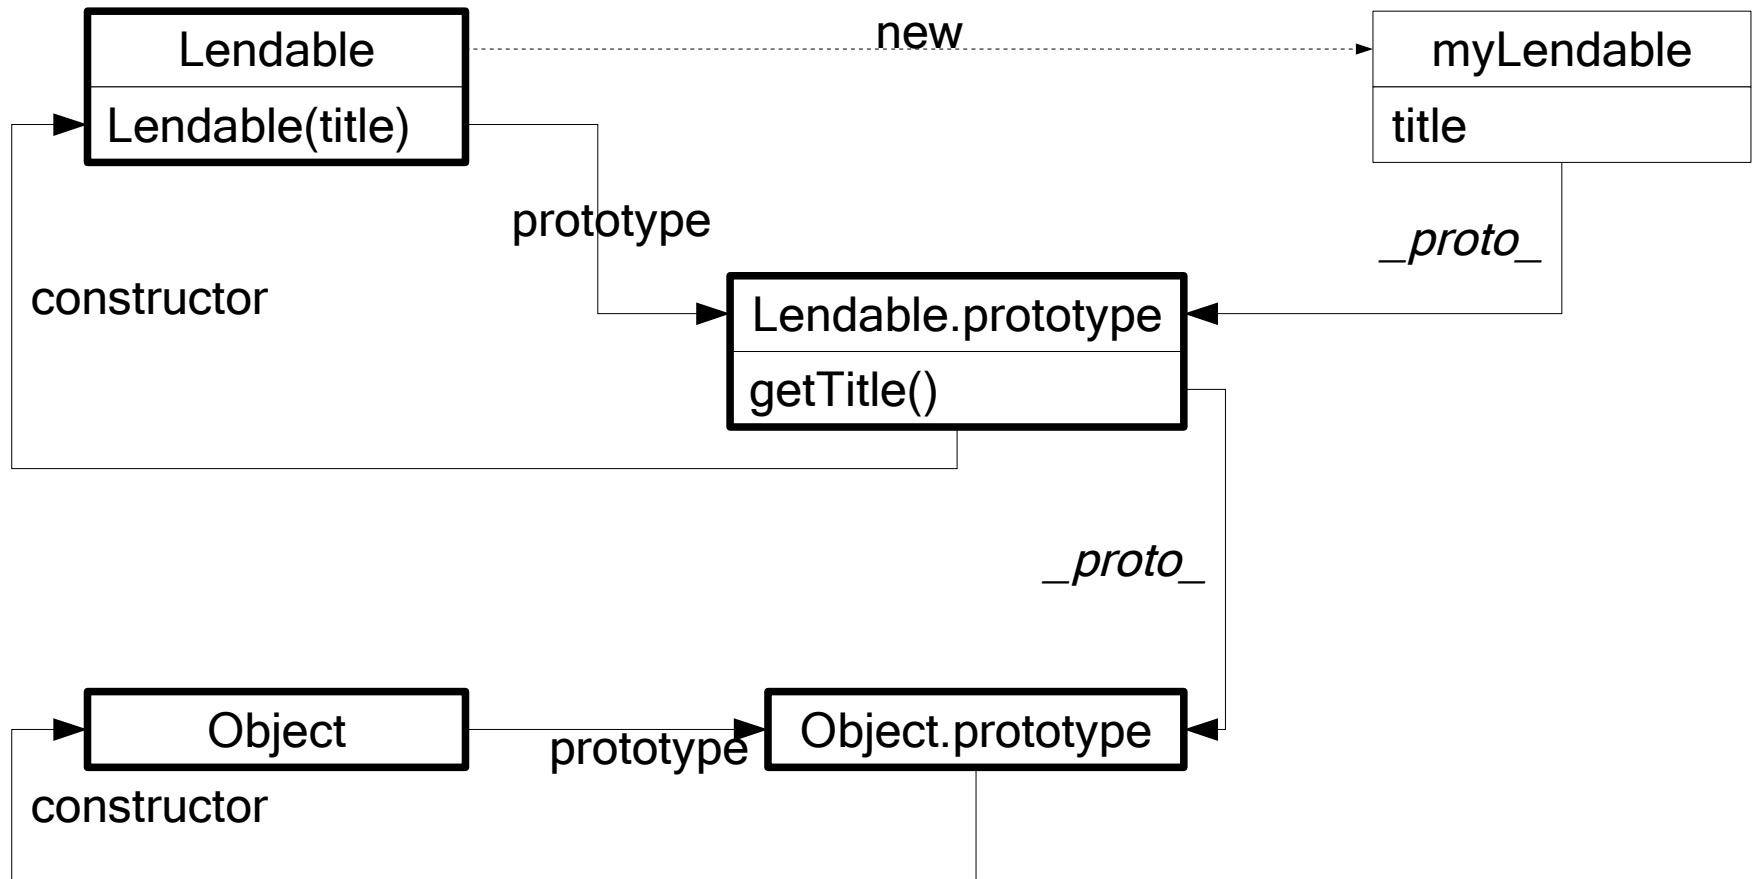 Lendable
new
myLendable
Lendable(title)
title
prototype
_proto_
constructor
Lendable.prototype
getTitle()
_proto_
Object
prototype
Object.prototype
constructor